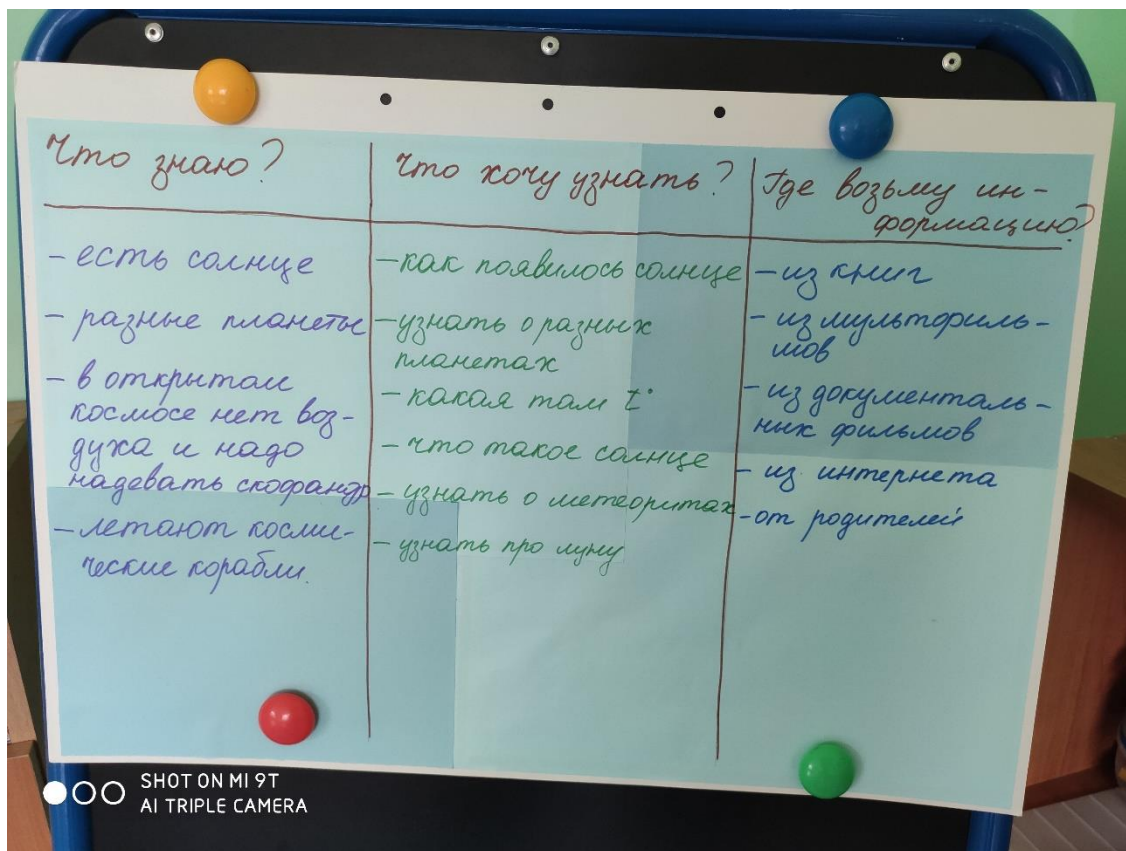 Что знаю?
- есть солнце
- разные планеты
- в открытом
космосе нет воз-
духа и надо
надевать скофандр
- летают косми-
ческие корабли.
Что хочу узнать?
- как появилось солнце
- узнать о разных
планетах
- какая там t°
- что такое солнце
- узнать о метеоритах
- узнать про луну
Где возьму ин-
формацию?
- из книг
- из мультфиль-
мов
- из документаль-
ных фильмов
- из интернета
- от родителей
SHOT ON MI 9T
AI TRIPLE CAMERA